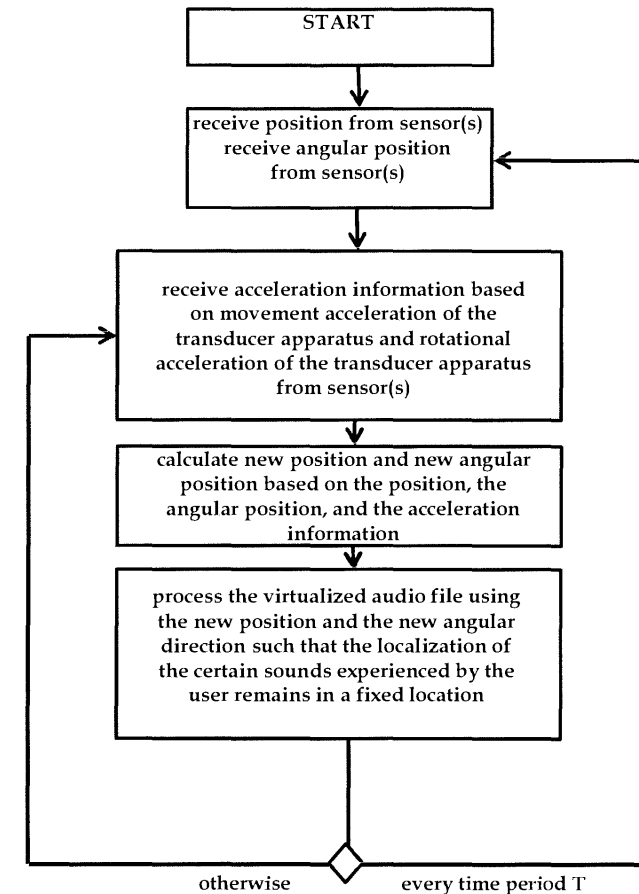 START
receive position from sensor(s)
receive angular position
from sensor(s)
receive acceleration information based
on movement acceleration of the
transducer apparatus and rotational
acceleration of the transducer apparatus
from sensor(s)
calculate new position and new angular
position based on the position, the
angular position, and the acceleration
information
process the virtualized audio file using
the new position and the new angular
direction such that the localization of
the certain sounds experienced by the
user remains in a fixed location
otherwise
every time period T